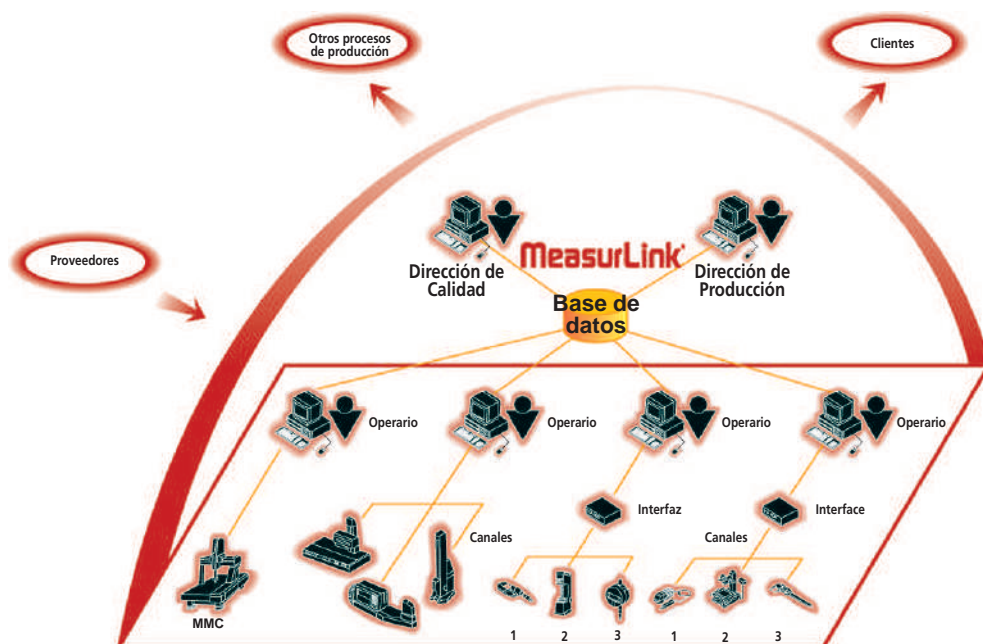 Otros procesos
de producción
Clientes
Proveedores
MeasurLink
Dirección de
Calidad
Dirección de
Producción
Base de
datos
Operario
Operario
Operario
Operario
Interfaz
Interface
Canales
Canales
MMC
1
2
3
1
2
3